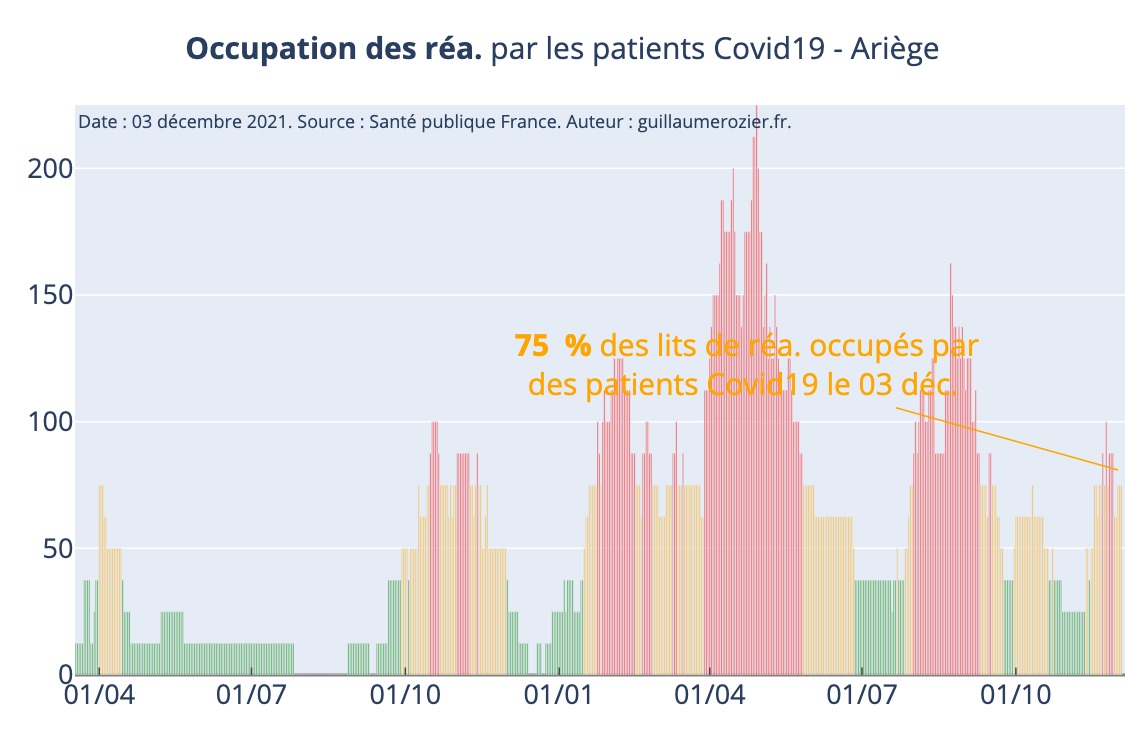 Occupation des réa. par les patients Covid19 - Ariège
Date : 03 décembre 2021. Source : Santé publique France. Auteur : guillaumerozier.fr.
200
150
75  % des lits de réa. occupés par
des patients Covid19 le 03 déc.
100
50
0
01/04 01/07 01/10 01/01 01/04 01/07 01/10